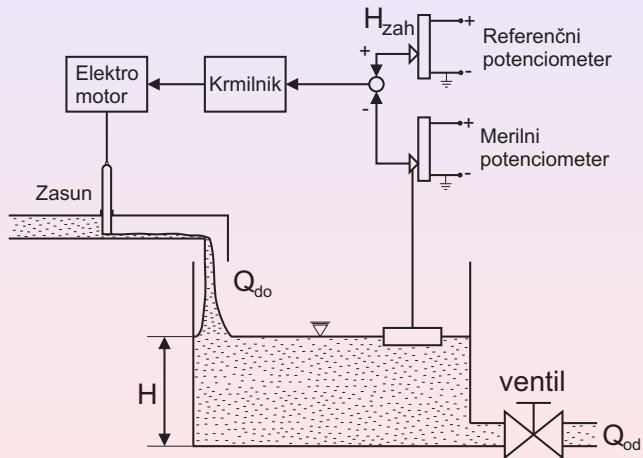 H zah
+
Referenčni
potenciometer
-
+
Elektro
motor
Krmilnik
-
+
Merilni
potenciometer
-
Zasun
Q do
H
ventil
Q od